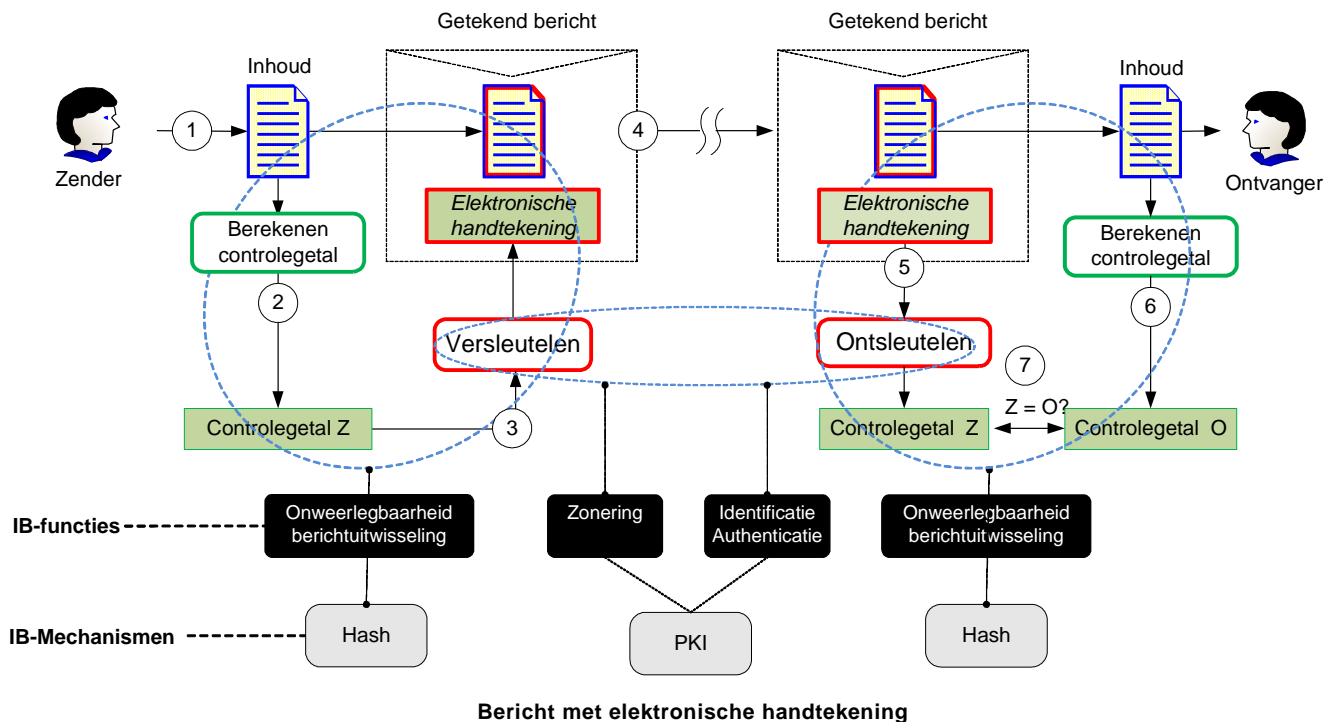 Getekend bericht
Getekend bericht
Inhoud
Inhoud
1
4
Zender
Ontvanger
Elektronische
handtekening
Elektronische
handtekening
Berekenen
controlegetal
Berekenen
controlegetal
5
2
6
Versleutelen
Ontsleutelen
7
Z = O?
Controlegetal Z
3
Controlegetal Z
Controlegetal O
IB-functies
Onweerlegbaarheid
berichtuitwisseling
Zonering
Identificatie
Authenticatie
Onweerlegbaarheid
berichtuitwisseling
IB-Mechanismen
Hash
PKI
Hash
Bericht met elektronische handtekening